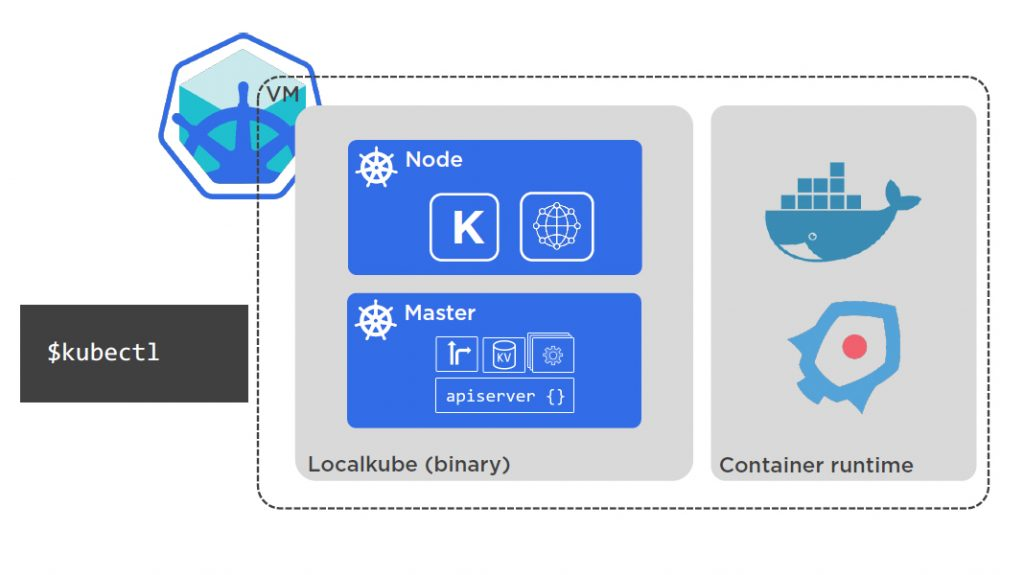 VM
Node
K
Master
KV
apiserver {}
$kubectl
Localkube (binary)
Container runtime